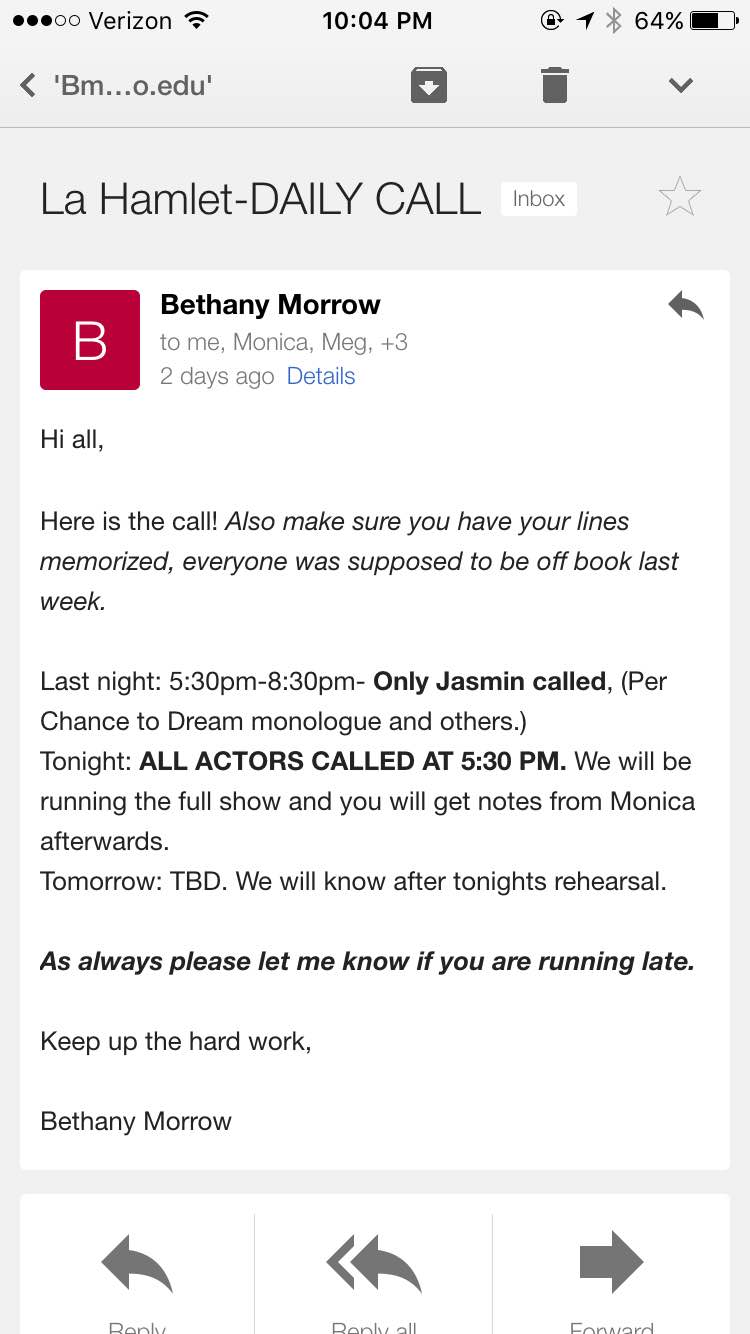 Verizon 10:04 PM 64%
'Bm...o.edu'
La Hamlet-DAILY CALL Inbox
B
Bethany Morrow
to me, Monica, Meg, +3
2 days ago Details
Hi all,
Here is the call! Also make sure you have your lines
memorized, everyone was supposed to be off book last
week.
Last night: 5:30pm-8:30pm- Only Jasmin called, (Per
Chance to Dream monologue and others.)
Tonight: ALL ACTORS CALLED AT 5:30 PM. We will be
running the full show and you will get notes from Monica
afterwards.
Tomorrow: TBD. We will know after tonights rehearsal.
As always please let me know if you are running late.
Keep up the hard work,
Bethany Morrow
Reply Reply all Forward